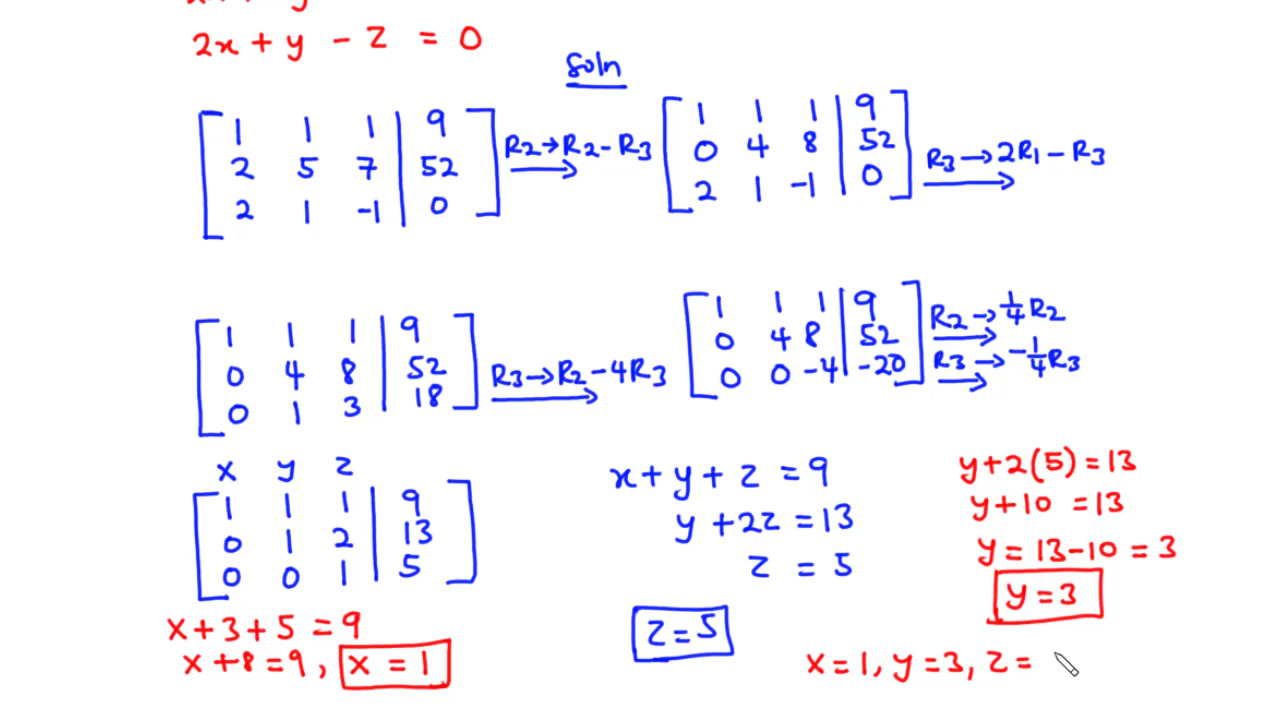 2x + y - z = 0
Soln
1 1 1 | 9
2 5 7 | 52
2 1 -1 | 0
R2→R2-R3
1 1 1 | 9
0 4 8 | 52
2 1 -1 | 0
R3→2R1-R3
1 1 1 | 9
0 4 8 | 52
0 1 3 | 18
R3→R2-4R3
1 1 1 | 9
0 4 8 | 52
0 0 -4 | -20
R2→1/4R2
R3→-1/4R3
x y z
1 1 1 | 9
0 1 2 | 13
0 0 1 | 5
x + y + z = 9
y + 2z = 13
z = 5
z = 5
y + 2(5) = 13
y + 10 = 13
y = 13 - 10 = 3
y = 3
x + 3 + 5 = 9
x + 8 = 9, x = 1
x = 1, y = 3, z =